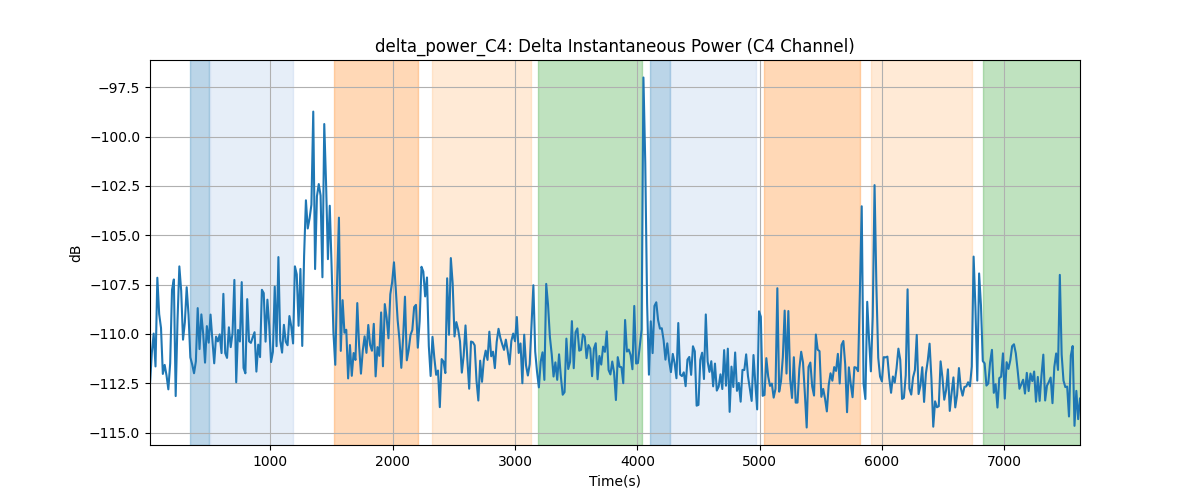 delta_power_C4: Delta Instantaneous Power (C4 Channel)
dB
−97.5
−100.0
−102.5
−105.0
−107.5
−110.0
−112.5
−115.0
1000 2000 3000 4000 5000 6000 7000
Time(s)